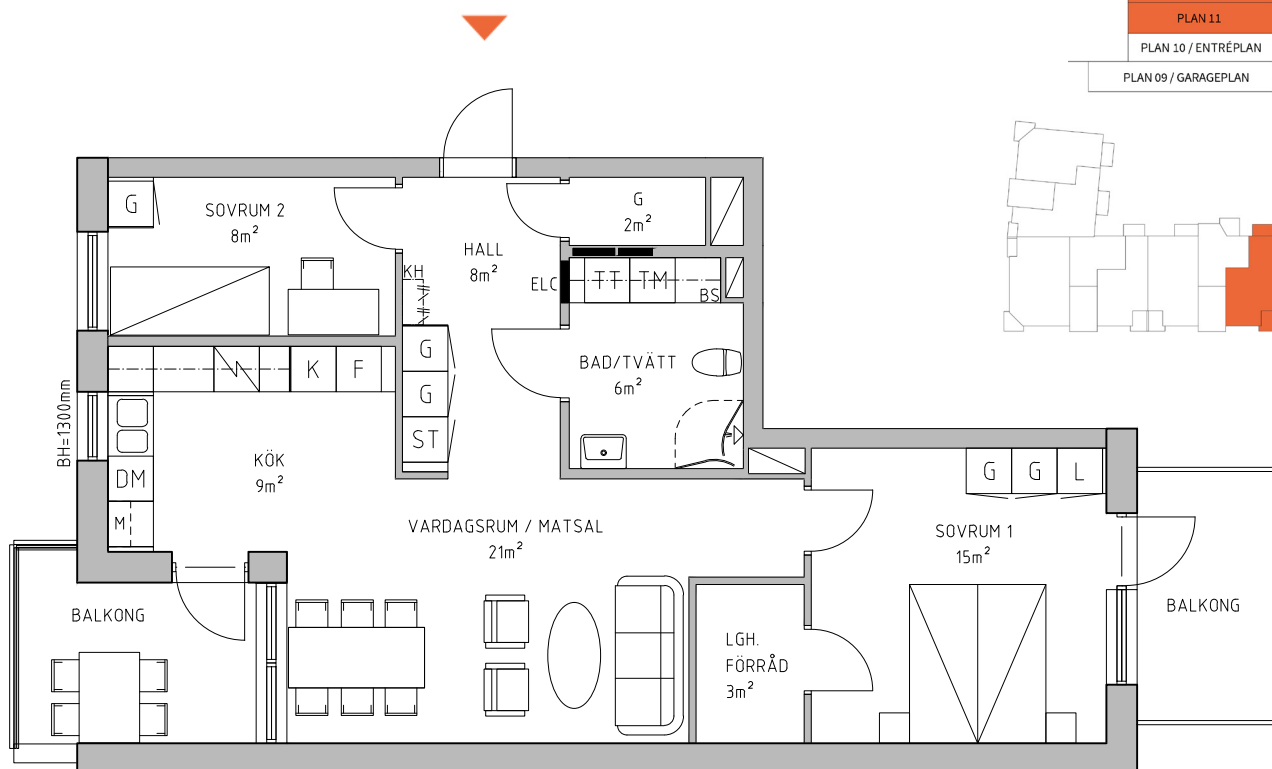 PLAN 11
PLAN 10 / ENTRÉPLAN
PLAN 09 / GARAGEPLAN
G
SOVRUM 2
8m²
HALL
8m²
G
2m²
KH
ELC
TT
TM
BS
G
G
ST
BAD/TVÄTT
6m²
K
F
BH=1300mm
DM
M
KÖK
9m²
VARDAGSRUM / MATSAL
21m²
G
G
L
SOVRUM 1
15m²
BALKONG
LGH.
FÖRRÅD
3m²
BALKONG